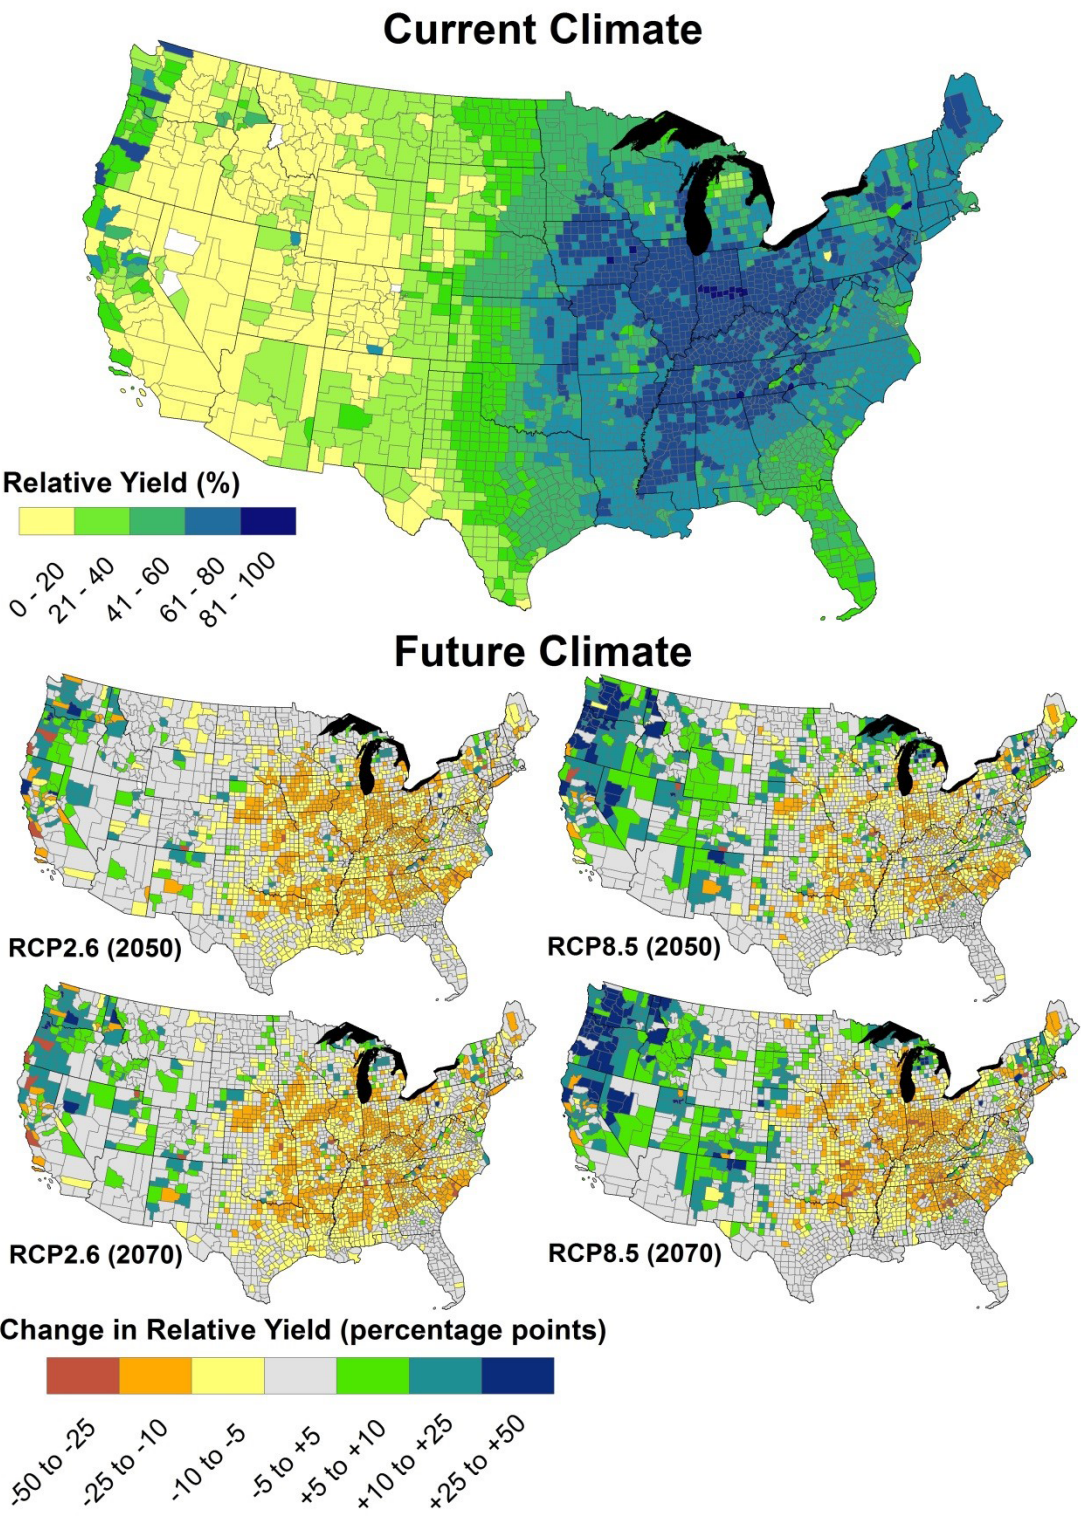 Current Climate
Relative Yield (%)
0 - 20
21 - 40
41 - 60
61 - 80
81 - 100
Future Climate
RCP2.6 (2050)
RCP8.5 (2050)
RCP2.6 (2070)
RCP8.5 (2070)
Change in Relative Yield (percentage points)
-50 to -25
-25 to -10
-10 to -5
-5 to +5
+5 to +10
+10 to +25
+25 to +50